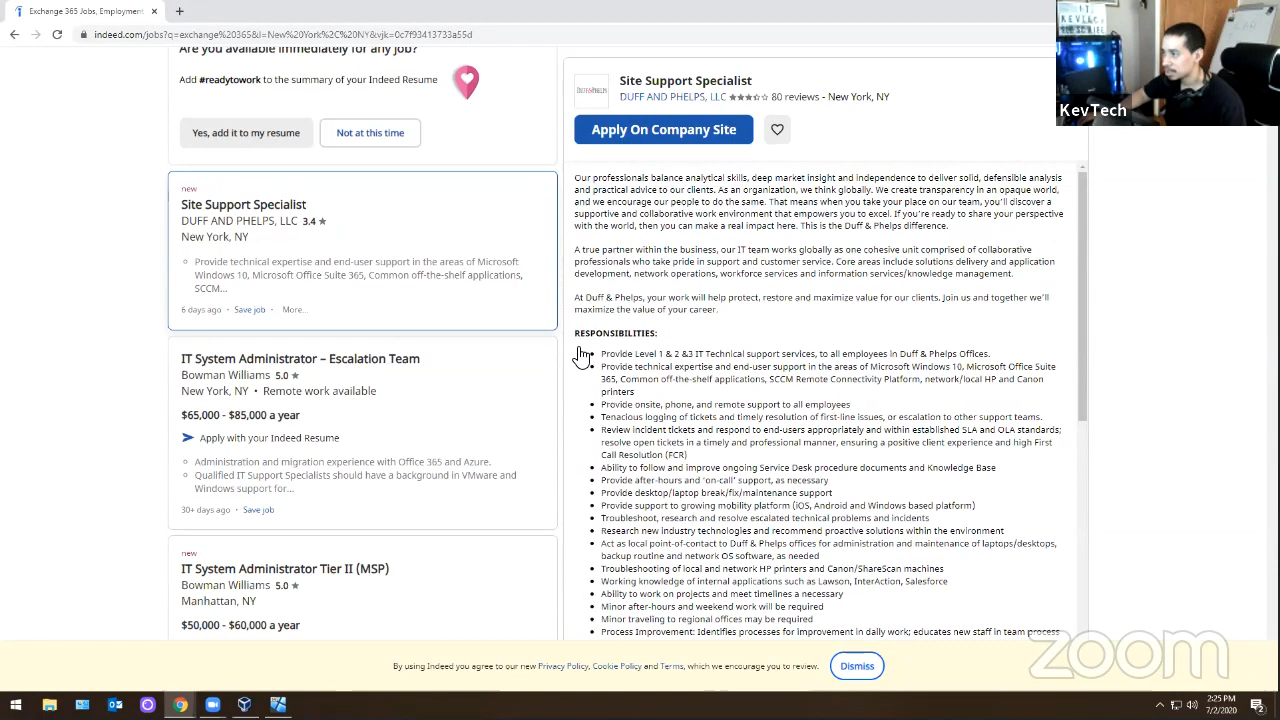 Exchange 365 Jobs, Employment
indeed.com/jobs?q=exchange%20365&l=New%20York%2C%20
Are you available immediately for any job?
Add #readytowork to the summary of your Indeed Resume
Yes, add it to my resume
Not at this time
new
Site Support Specialist
DUFF AND PHELPS, LLC 3.4
New York, NY
Provide technical expertise and end-user support in the areas of Microsoft
Windows 10, Microsoft Office Suite 365, Common off-the-shelf applications,
SCCM...
6 days ago · Save job · More...
IT System Administrator – Escalation Team
Bowman Williams 5.0
New York, NY • Remote work available
$65,000 - $85,000 a year
Apply with your Indeed Resume
Administration and migration experience with Office 365 and Azure.
Qualified IT Support Specialists should have a background in VMware and
Windows support for...
30+ days ago · Save job
new
IT System Administrator Tier II (MSP)
Bowman Williams 5.0
Manhattan, NY
$50,000 - $60,000 a year
Site Support Specialist
DUFF AND PHELPS, LLC 80 reviews - New York, NY
Apply On Company Site
Our professionals balance analytical skills, deep market insight and independence to deliver solid, defensible analysis
and practical advice to our clients. As an organization, we think globally. We create transparency in an opaque world,
and we encourage our people to do the same. That means when you take your place on our team, you'll discover a
supportive and collaborative work environment that empowers you to excel. If you're ready to share your perspective
with the world, then you can make a real impact here. This is the Duff & Phelps difference.
A true partner within the business, our IT team works globally as one cohesive unit comprised of collaborative
professionals who take pride in support and customer service. Core areas include solutions delivery and application
development, network operations, workforce services and information services/knowledge management.
At Duff & Phelps, your work will help protect, restore and maximize value for our clients. Join us and together we'll
maximize the value of your career.
RESPONSIBILITIES:
Provide Level 1 & 2 &3 IT Technical support services, to all employees in Duff & Phelps Offices.
Provide technical expertise and end-user support in the areas of Microsoft Windows 10, Microsoft Office Suite
365, Common off-the-shelf applications, SCCM Remote Connectivity Platform, network/local HP and Canon
printers
Provide onsite, phone, and remote support to all employees
Tenacious logging of tickets and timely resolution of first-line issues, or escalation to other support teams.
Review incident tickets and respond to end-users appropriately and within established SLA and OLA standards;
resolve open tickets in a timely and professional manner, ensuring a positive client experience and high First
Call Resolution (FCR)
Ability to follow and improve ongoing Service Desk procedure documents and Knowledge Base
Provide after-hours and 'on-call' support, as necessary
Provide desktop/laptop break/fix/maintenance support
Provide support to growing mobility platform (iOS, Android and Windows based platform)
Troubleshoot, research and resolve escalated technical problems and incidents
Research new industry technologies and recommend proactive solutions within the environment
Act as local point-of-contact to Duff & Phelps offices for administration and maintenance of laptops/desktops,
backup routine and network OS software, as needed
Troubleshooting of local and network HP printers and Canon/ShareScan machines
Working knowledge of internal applications such as Lawson, InterAction, Salesforce
Ability to work on projects and meet timelines a necessary
Minor after-hours and weekend work will be required
Minor traveling to regional offices may be required
Process Improvement: Identifies processes for improvement in daily work; educates new staff in team process
By using Indeed you agree to our new Privacy Policy, Cookie Policy and Terms, which we encourage you to review.
Dismiss
KevTech
zoom
2:25 PM
7/2/2020